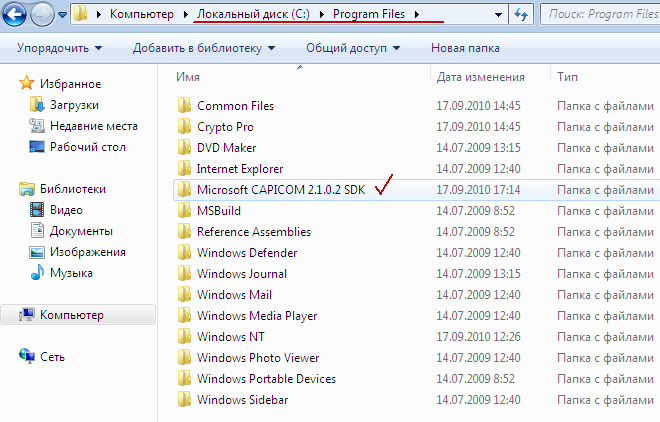 Компьютер Локальный диск (C:) Program Files Поиск: Program Files
Упорядочить Добавить в библиотеку Общий доступ Новая папка
Избранное
Загрузки
Недавние места
Рабочий стол
Библиотеки
Видео
Документы
Изображения
Музыка
Компьютер
Сеть
Имя Дата изменения Тип
Common Files 17.09.2010 14:45 Папка с файлами
Crypto Pro 17.09.2010 14:45 Папка с файлами
DVD Maker 14.07.2009 13:15 Папка с файлами
Internet Explorer 14.07.2009 12:40 Папка с файлами
Microsoft CAPICOM 2.1.0.2 SDK 17.09.2010 17:14 Папка с файлами
MSBuild 14.07.2009 8:52 Папка с файлами
Reference Assemblies 14.07.2009 8:52 Папка с файлами
Windows Defender 14.07.2009 12:40 Папка с файлами
Windows Journal 14.07.2009 13:15 Папка с файлами
Windows Mail 14.07.2009 12:40 Папка с файлами
Windows Media Player 14.07.2009 12:40 Папка с файлами
Windows NT 17.09.2010 12:26 Папка с файлами
Windows Photo Viewer 14.07.2009 12:40 Папка с файлами
Windows Portable Devices 14.07.2009 8:52 Папка с файлами
Windows Sidebar 14.07.2009 12:40 Папка с файлами